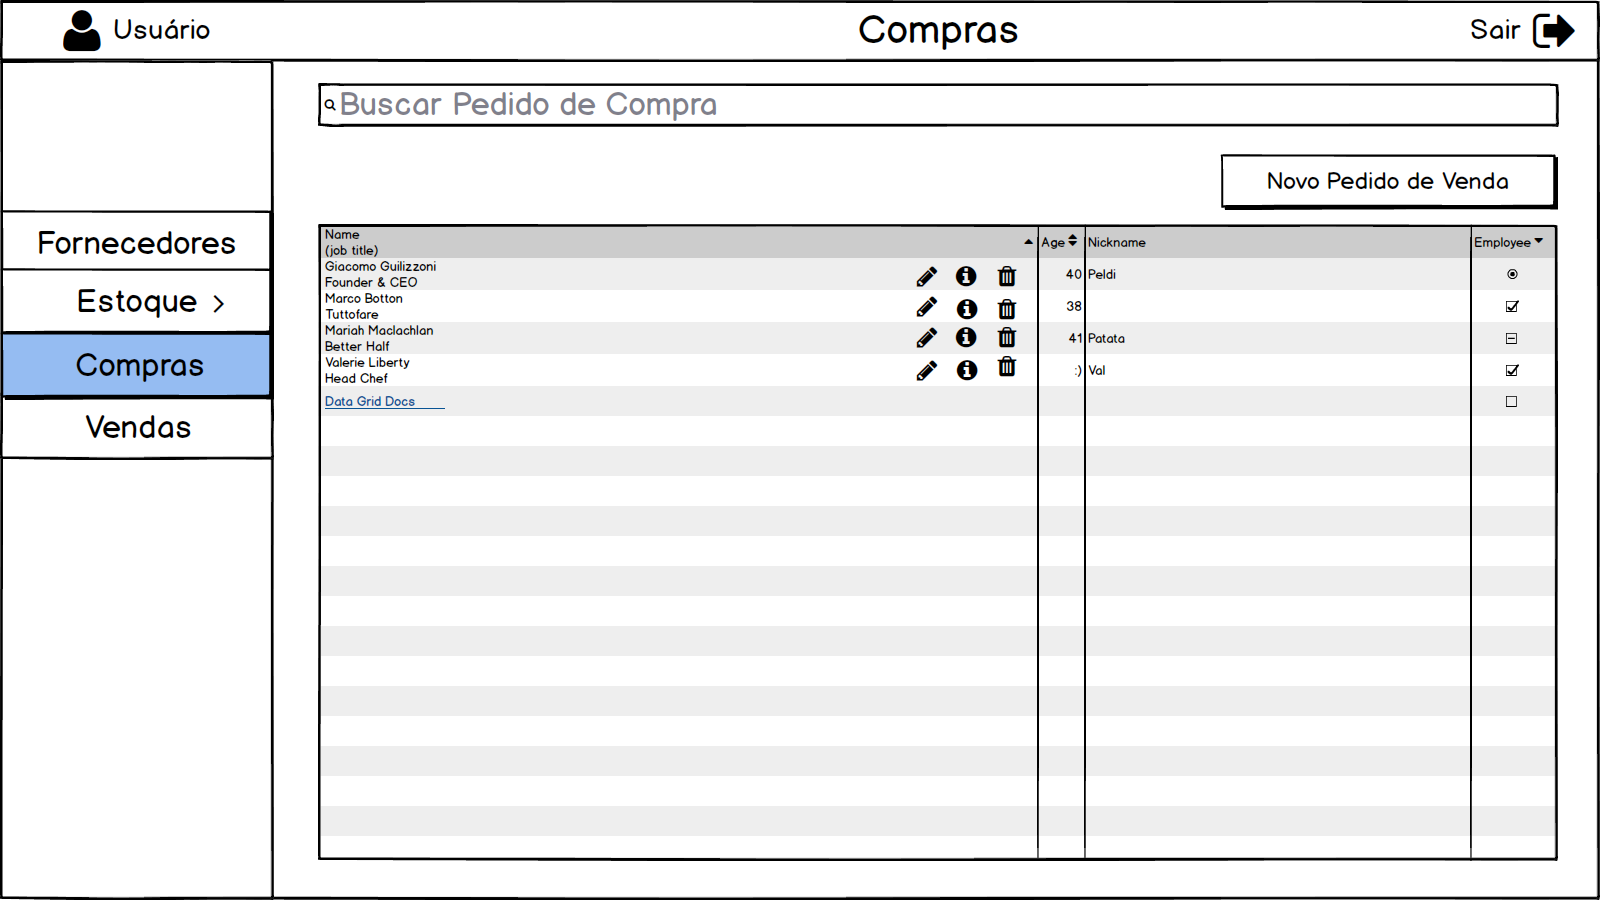 Usuário
Compras
Sair
Buscar Pedido de Compra
Novo Pedido de Venda
Fornecedores
Estoque >
Compras
Vendas
Name
(job title)
Age
Nickname
Employee
Giacomo Guilizzoni
Founder & CEO
40
Peldi
Marco Botton
Tuttofare
38
Mariah Maclachlan
Better Half
41
Patata
Valerie Liberty
Head Chef
:)
Val
Data Grid Docs